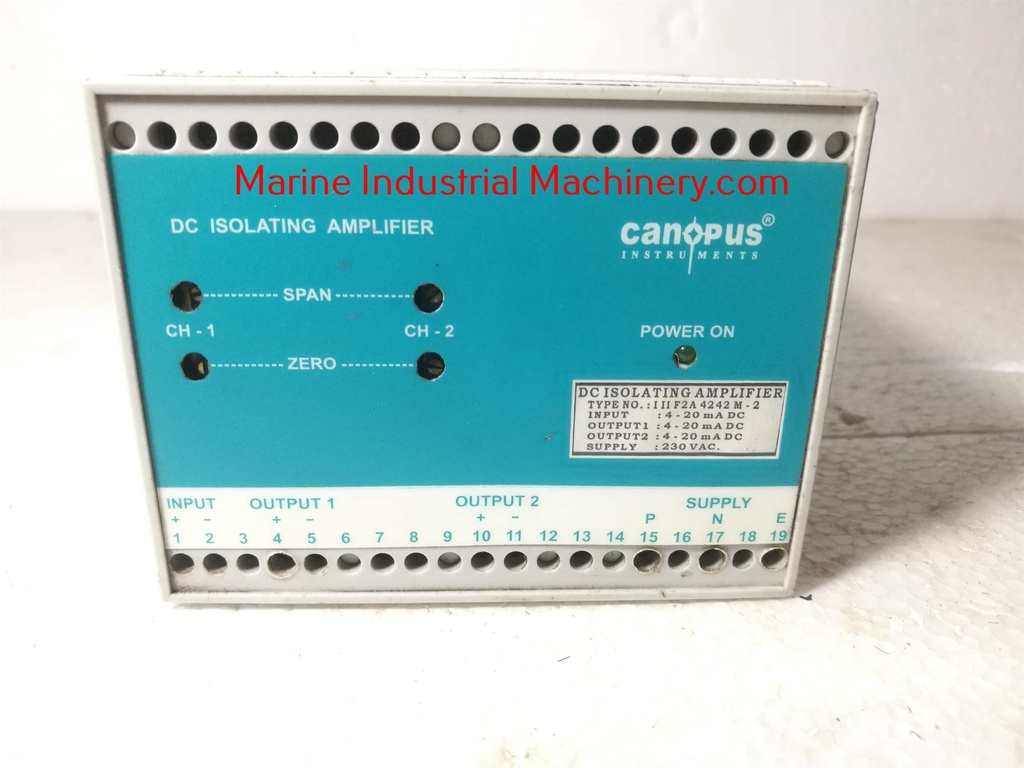 Marine Industrial Machinery.com
DC ISOLATING AMPLIFIER
canopus®
INSTRUMENTS
SPAN
CH - 1 CH - 2
POWER ON
ZERO
DC ISOLATING AMPLIFIER
TYPE NO. : I II F2A 4242 M - 2
INPUT : 4 - 20 mA DC
OUTPUT1 : 4 - 20 mA DC
OUTPUT2 : 4 - 20 mA DC
SUPPLY : 230 VAC.
INPUT OUTPUT 1 OUTPUT 2 SUPPLY
+ - + - + - P N E
1 2 3 4 5 6 7 8 9 10 11 12 13 14 15 16 17 18 19